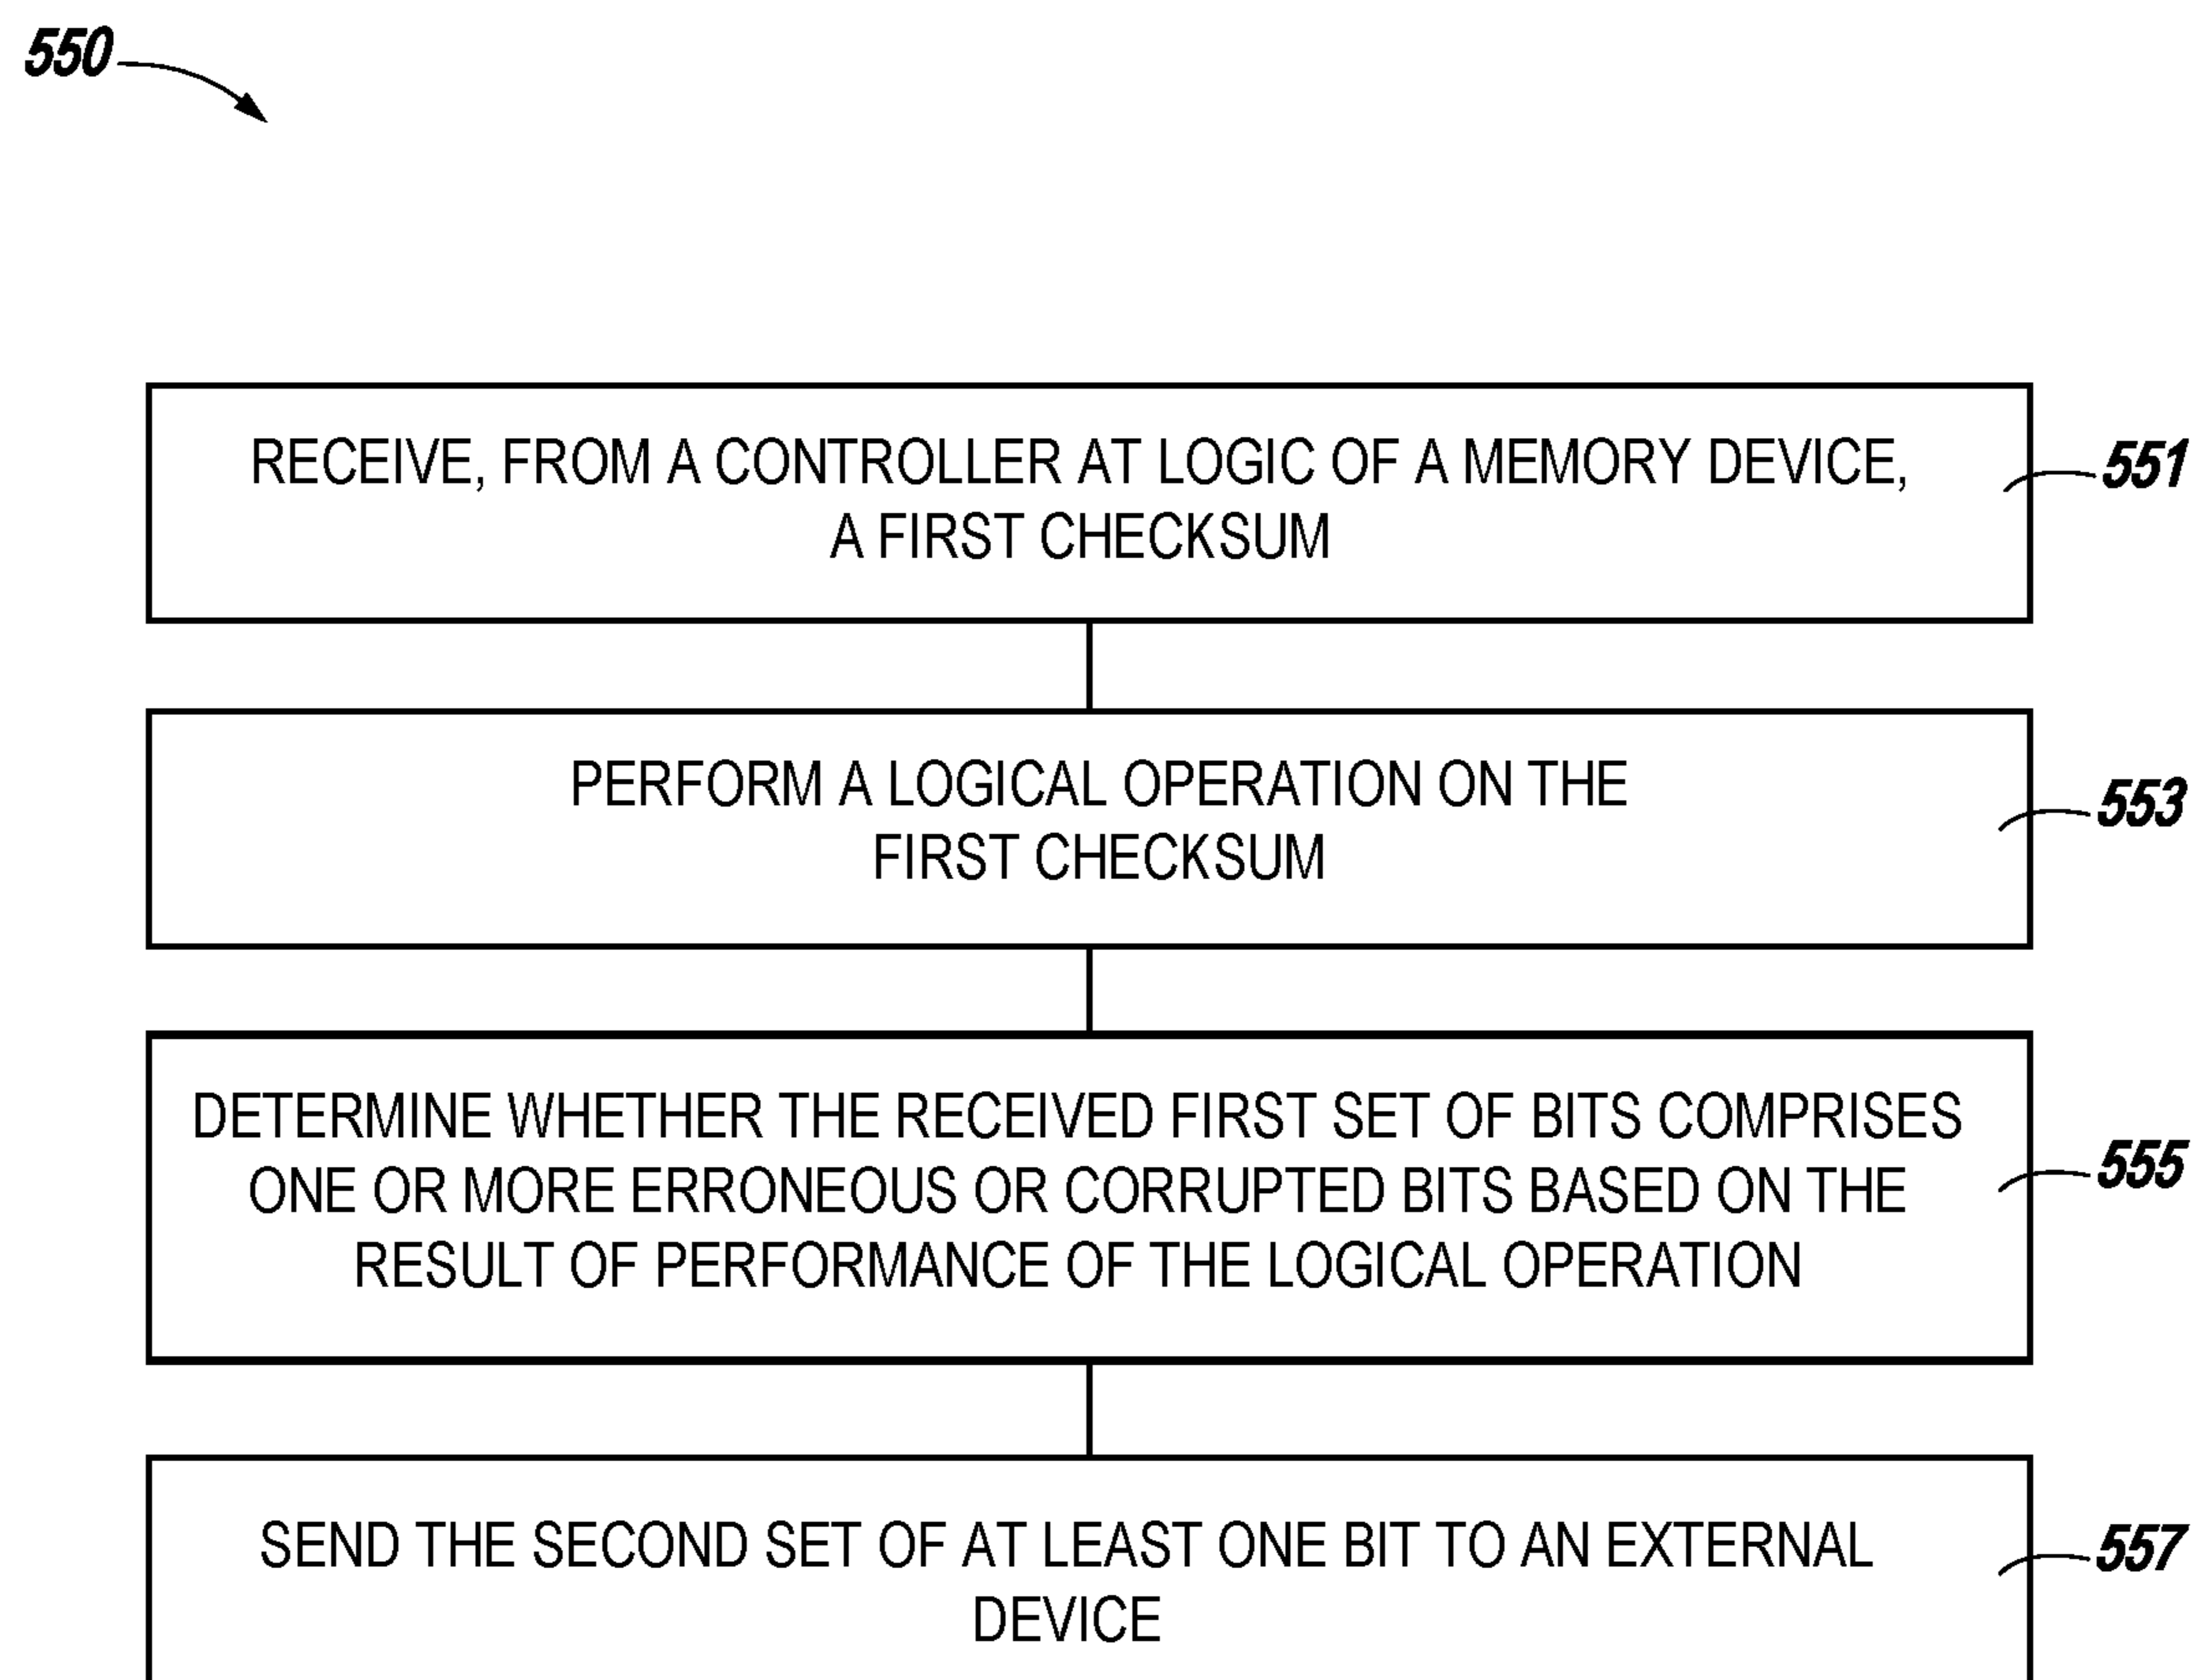 550
RECEIVE, FROM A CONTROLLER AT LOGIC OF A MEMORY DEVICE,
A FIRST CHECKSUM
551
PERFORM A LOGICAL OPERATION ON THE
FIRST CHECKSUM
553
DETERMINE WHETHER THE RECEIVED FIRST SET OF BITS COMPRISES
ONE OR MORE ERRONEOUS OR CORRUPTED BITS BASED ON THE
RESULT OF PERFORMANCE OF THE LOGICAL OPERATION
555
SEND THE SECOND SET OF AT LEAST ONE BIT TO AN EXTERNAL
DEVICE
557